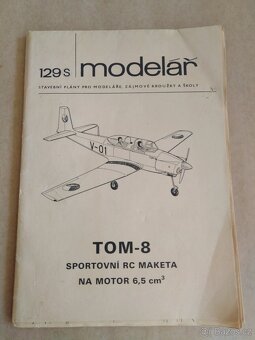 129s modelář
STAVEBNÍ PLÁNY PRO MODELÁŘE, ZÁJMOVÉ KROUŽKY A ŠKOLY
V-01
TOM-8
SPORTOVNÍ RC MAKETA
NA MOTOR 6,5 cm³